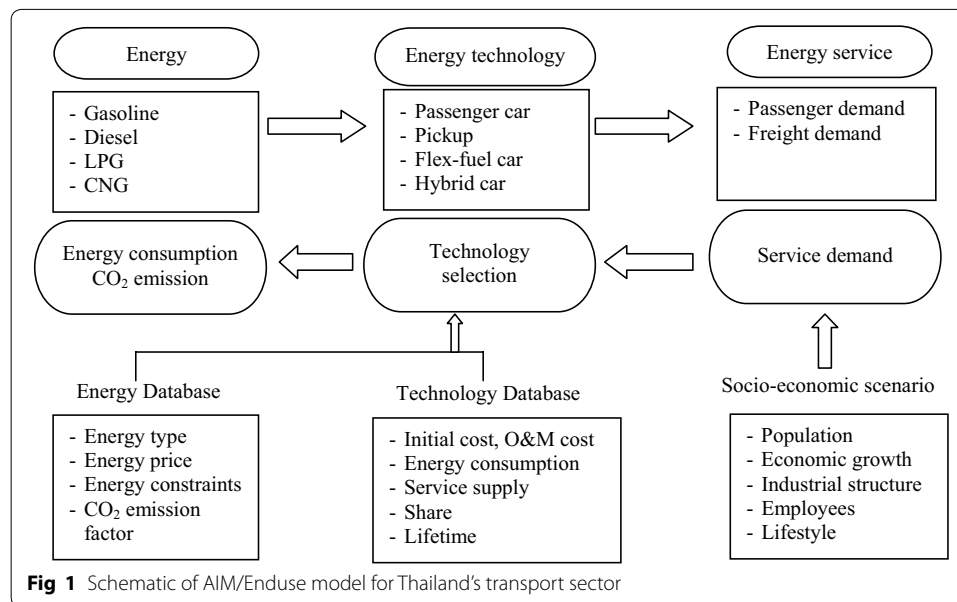 Energy
Energy technology
Energy service
- Gasoline
- Diesel
- LPG
- CNG
- Passenger car
- Pickup
- Flex-fuel car
- Hybrid car
- Passenger demand
- Freight demand
Energy consumption
CO₂ emission
Technology
selection
Service demand
Energy Database
Technology Database
Socio-economic scenario
- Energy type
- Energy price
- Energy constraints
- CO₂ emission
factor
- Initial cost, O&M cost
- Energy consumption
- Service supply
- Share
- Lifetime
- Population
- Economic growth
- Industrial structure
- Employees
- Lifestyle
Fig 1 Schematic of AIM/Enduse model for Thailand's transport sector